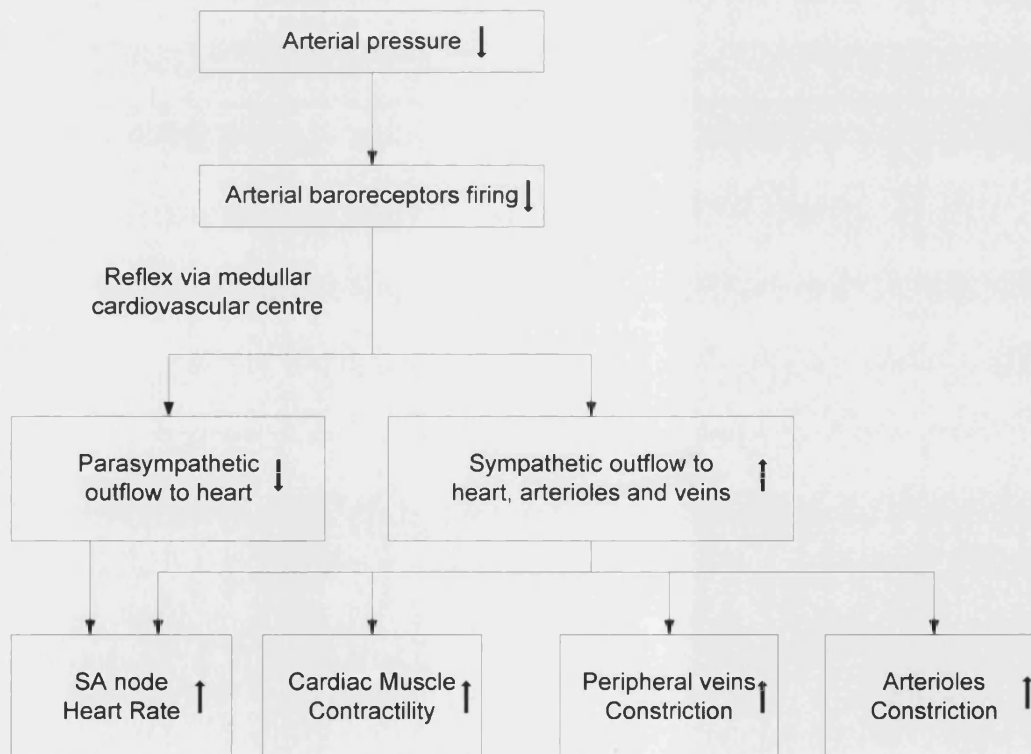 Arterial pressure ↓
Arterial baroreceptors firing ↓
Reflex via medullar
cardiovascular centre
Parasympathetic
outflow to heart ↓
Sympathetic outflow to
heart, arterioles and veins ↑
SA node
Heart Rate ↑
Cardiac Muscle
Contractility ↑
Peripheral veins
Constriction ↑
Arterioles
Constriction ↑